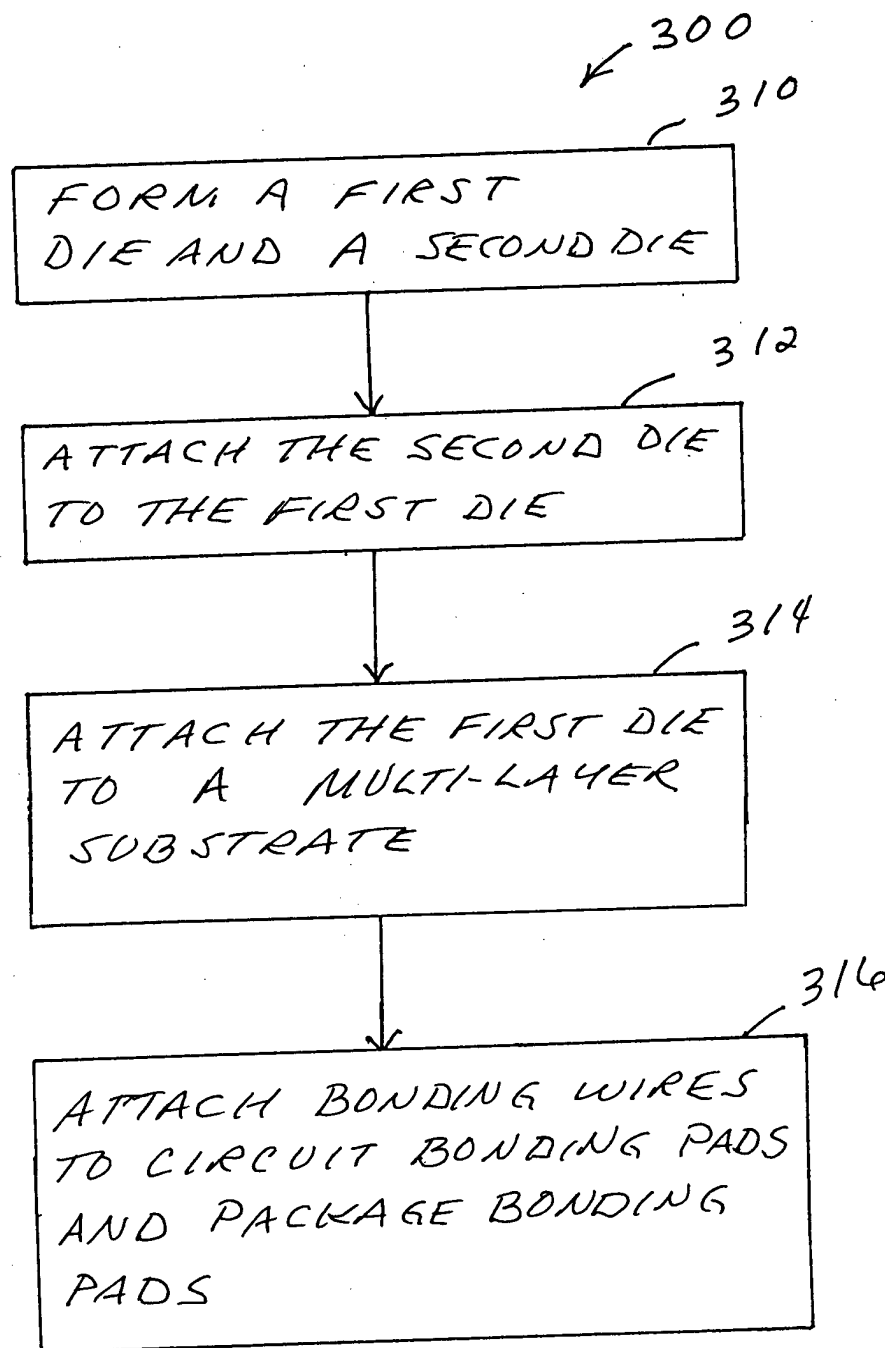 300
310
FORM A FIRST
DIE AND A SECOND DIE
312
ATTACH THE SECOND DIE
TO THE FIRST DIE
314
ATTACH THE FIRST DIE
TO A MULTI-LAYER
SUBSTRATE
316
ATTACH BONDING WIRES
TO CIRCUIT BONDING PADS
AND PACKAGE BONDING
PADS